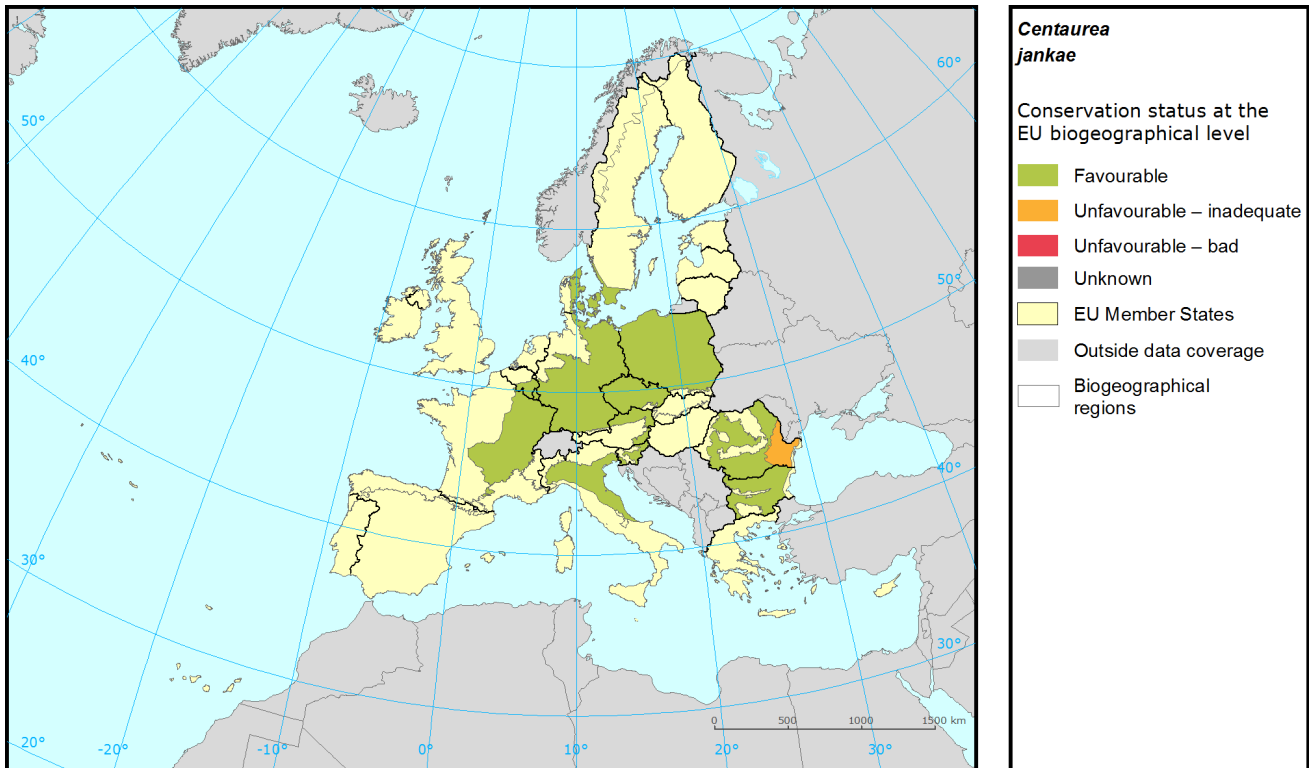 Centaurea
jankae
Conservation status at the
EU biogeographical level
Favourable
Unfavourable – inadequate
Unfavourable – bad
Unknown
EU Member States
Outside data coverage
Biogeographical
regions
60°
50°
50°
40°
40°
30°
30°
20°
-20°
-10°
0°
10°
20°
30°
0
500
1000
1500 km